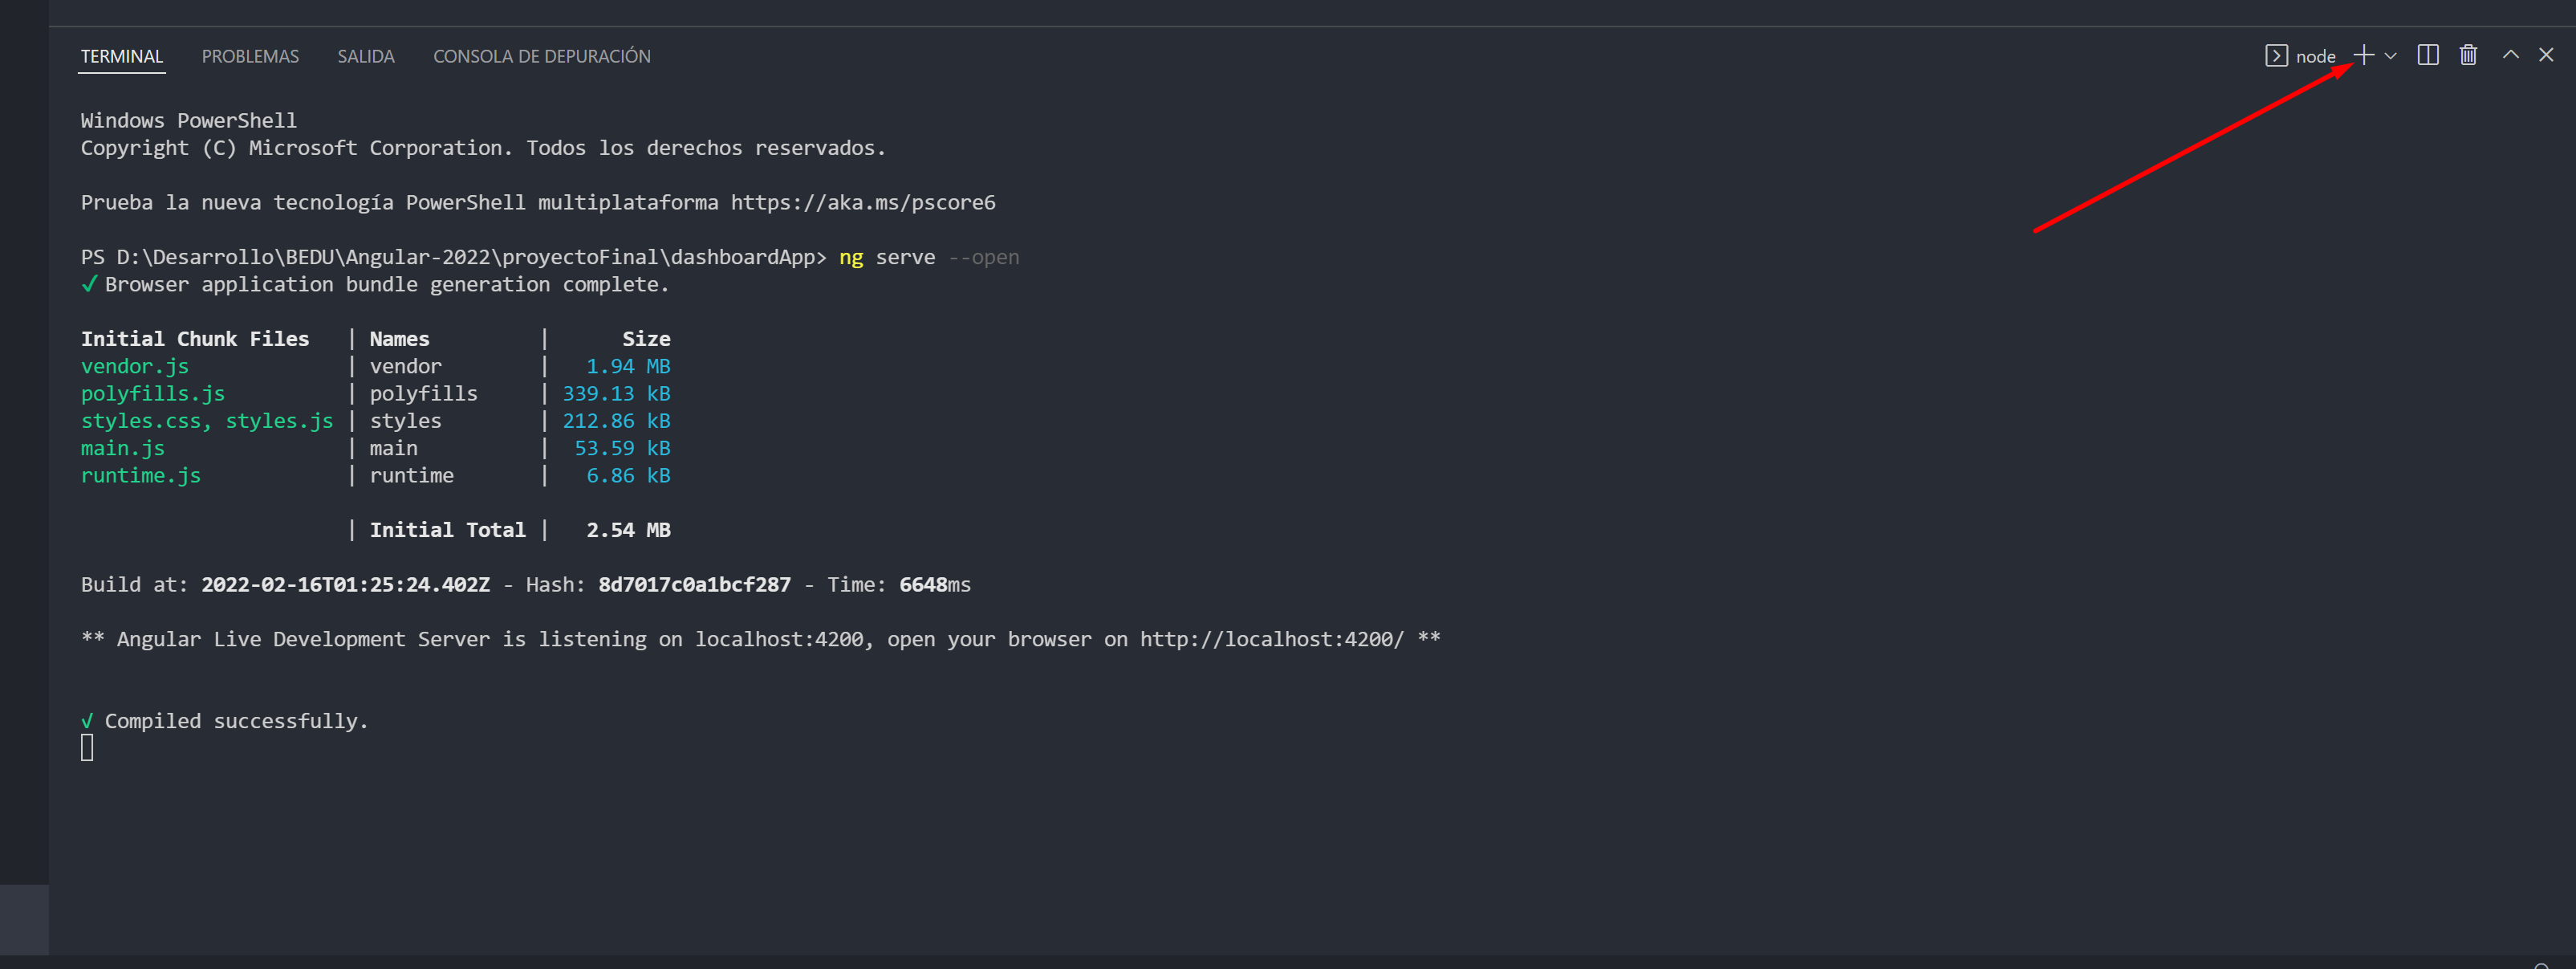 TERMINAL PROBLEMAS SALIDA CONSOLA DE DEPURACIÓN node
Windows PowerShell
Copyright (C) Microsoft Corporation. Todos los derechos reservados.
Prueba la nueva tecnología PowerShell multiplataforma https://aka.ms/pscore6
PS D:\Desarrollo\BEDU\Angular-2022\proyectoFinal\dashboardApp> ng serve --open
✓ Browser application bundle generation complete.
Initial Chunk Files | Names | Size
vendor.js | vendor | 1.94 MB
polyfills.js | polyfills | 339.13 kB
styles.css, styles.js | styles | 212.86 kB
main.js | main | 53.59 kB
runtime.js | runtime | 6.86 kB
| Initial Total | 2.54 MB
Build at: 2022-02-16T01:25:24.402Z - Hash: 8d7017c0a1bcf287 - Time: 6648ms
** Angular Live Development Server is listening on localhost:4200, open your browser on http://localhost:4200/ **
√ Compiled successfully.